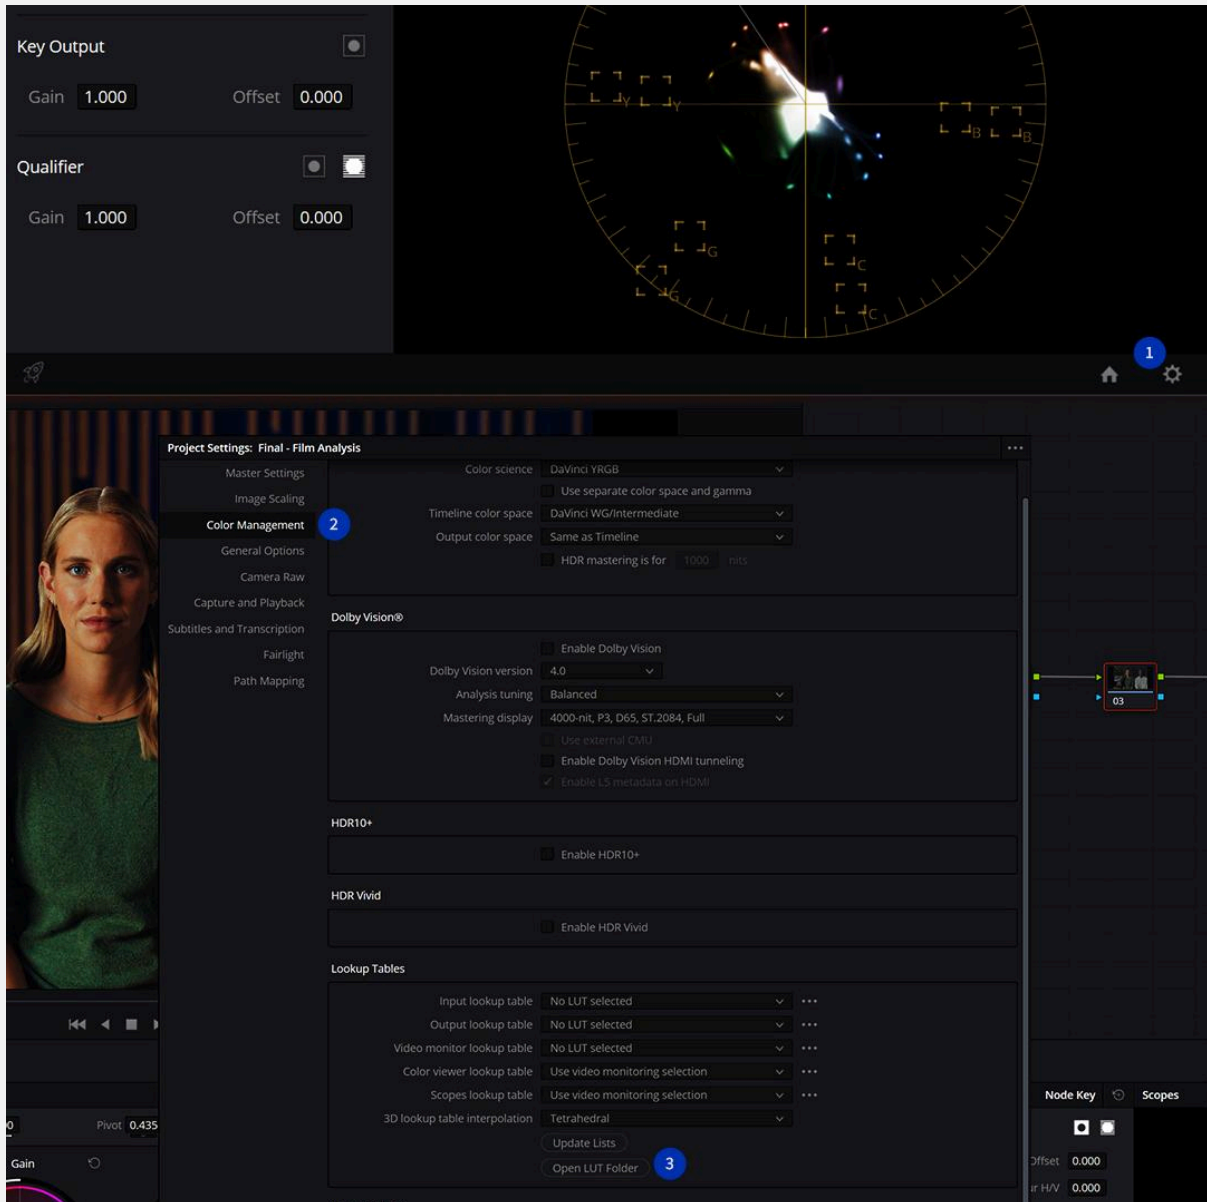 Key Output
Gain 1.000 Offset 0.000
Qualifier
Gain 1.000 Offset 0.000
Y Y B B
G C
G C
1
Project Settings: Final - Film Analysis
Master Settings
Image Scaling
Color Management 2
General Options
Camera Raw
Capture and Playback
Subtitles and Transcription
Fairlight
Path Mapping
Color science DaVinci YRGB
Use separate color space and gamma
Timeline color space DaVinci WG/Intermediate
Output color space Same as Timeline
HDR mastering is for 1000 nits
Dolby Vision®
Enable Dolby Vision
Dolby Vision version 4.0
Analysis tuning Balanced
Mastering display 4000-nit, P3, D65, ST.2084, Full
Use external CMU
Enable Dolby Vision HDMI tunneling
Enable L5 metadata on HDMI
HDR10+
Enable HDR10+
HDR Vivid
Enable HDR Vivid
Lookup Tables
Input lookup table No LUT selected
Output lookup table No LUT selected
Video monitor lookup table No LUT selected
Color viewer lookup table Use video monitoring selection
Scopes lookup table Use video monitoring selection
3D lookup table interpolation Tetrahedral
Update Lists
Open LUT Folder 3
03
Node Key Scopes
Pivot 0.435
Gain
Offset 0.000
H/V 0.000